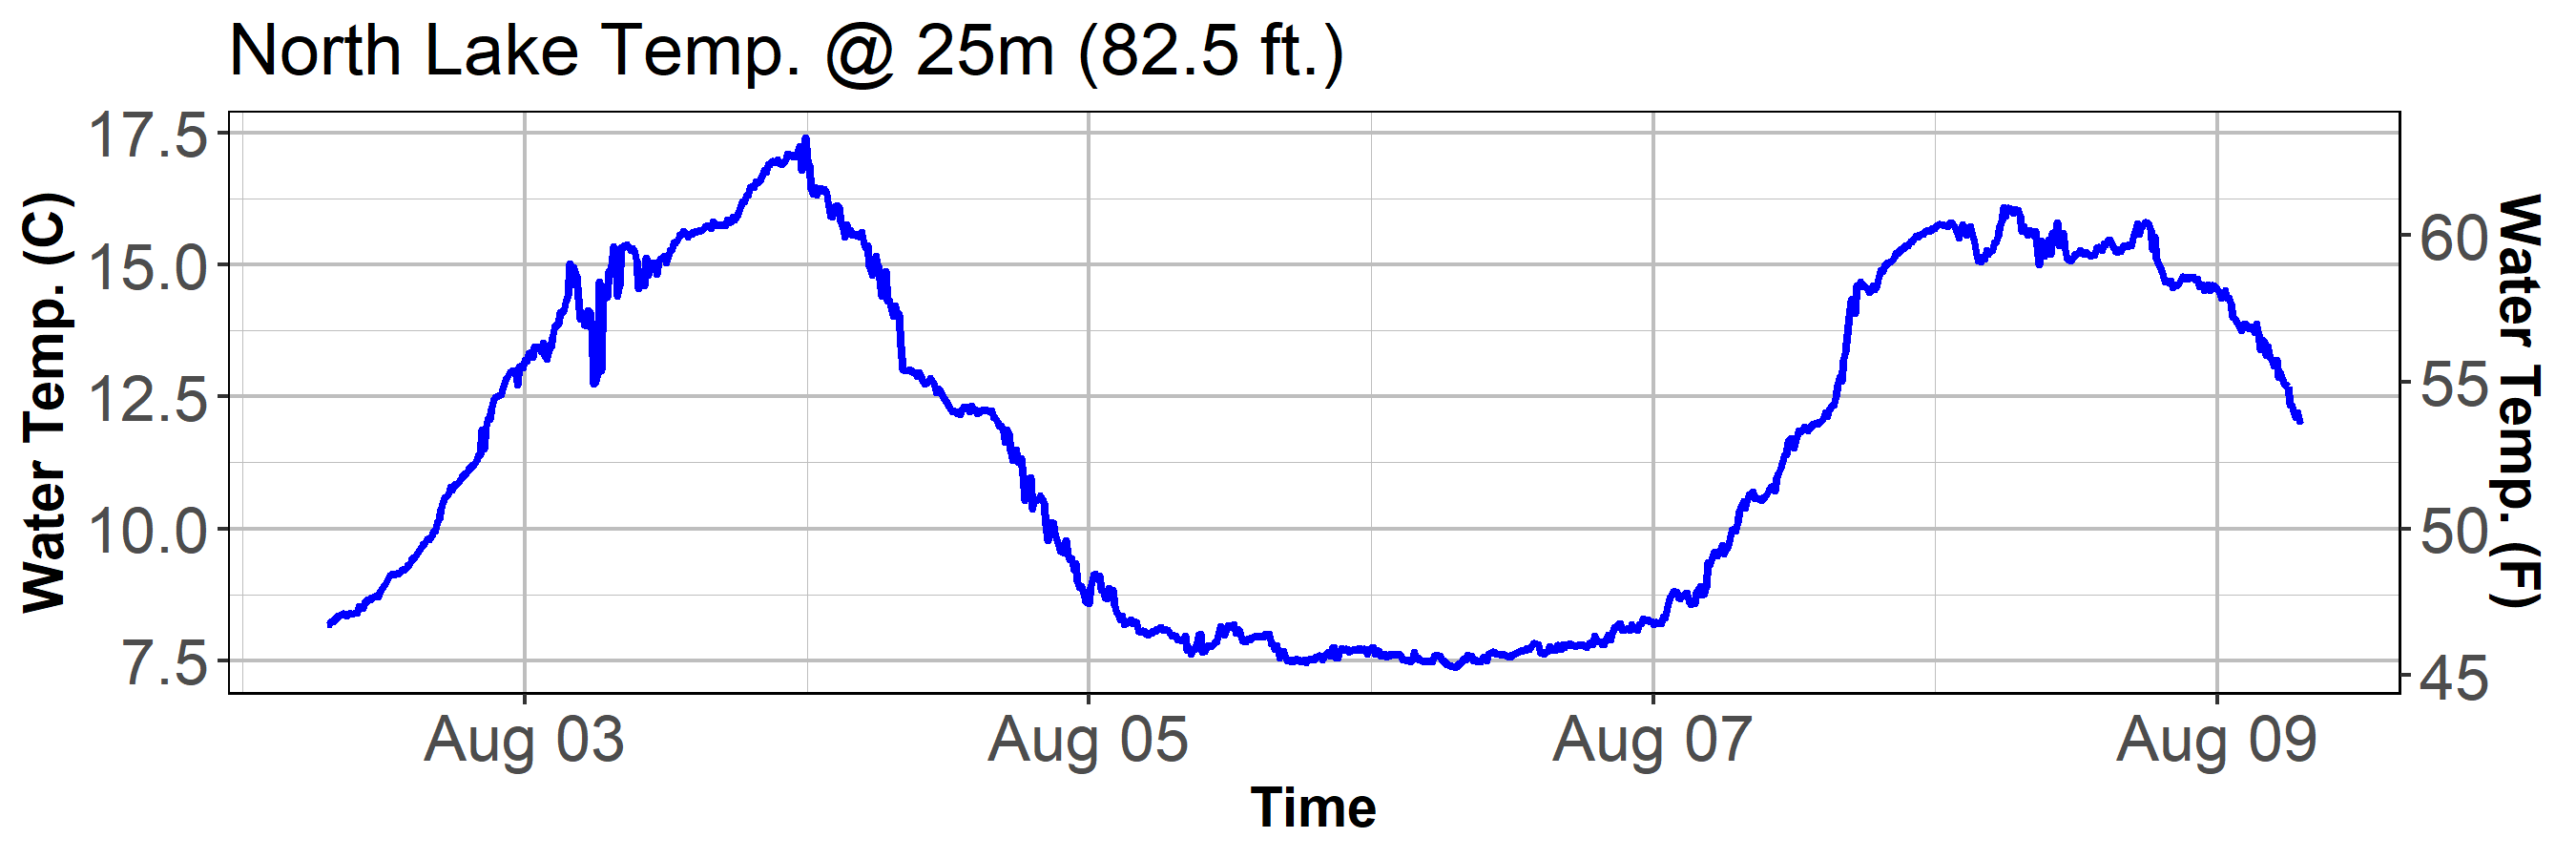 North Lake Temp. @ 25m (82.5 ft.)
Water Temp. (C)
17.5
15.0
12.5
10.0
7.5
60
55
50
45
Water Temp. (F)
Aug 03 Aug 05 Aug 07 Aug 09
Time